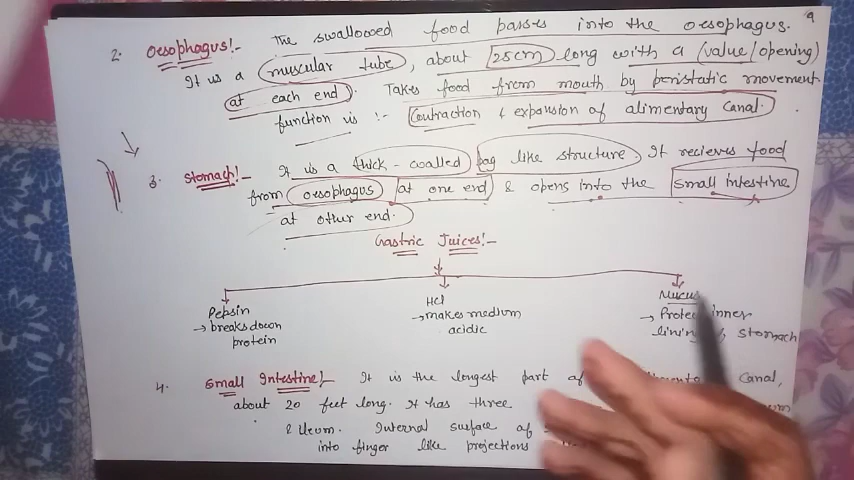 9
2. Oesophagus!- The swallowed food passes into the oesophagus.
It is a muscular tube, about 25cm long with a (value/opening)
at each end. Takes food from mouth by peristatic movement
function is :- Contraction & expansion of alimentary Canal.
3. Stomach!- It is a thick-walled bag like structure. It recieves food
from oesophagus at one end & opens into the small intestine
at other end.
Gastric Juices!-
Pepsin HCl Mucus
→ breaks down → makes medium → Protec inner
protein acidic lining stomach
4. Small Intestine!- It is the longest part of Canal,
about 20 feet long. It has three
& Ileum. Internal surface of
into finger like projections